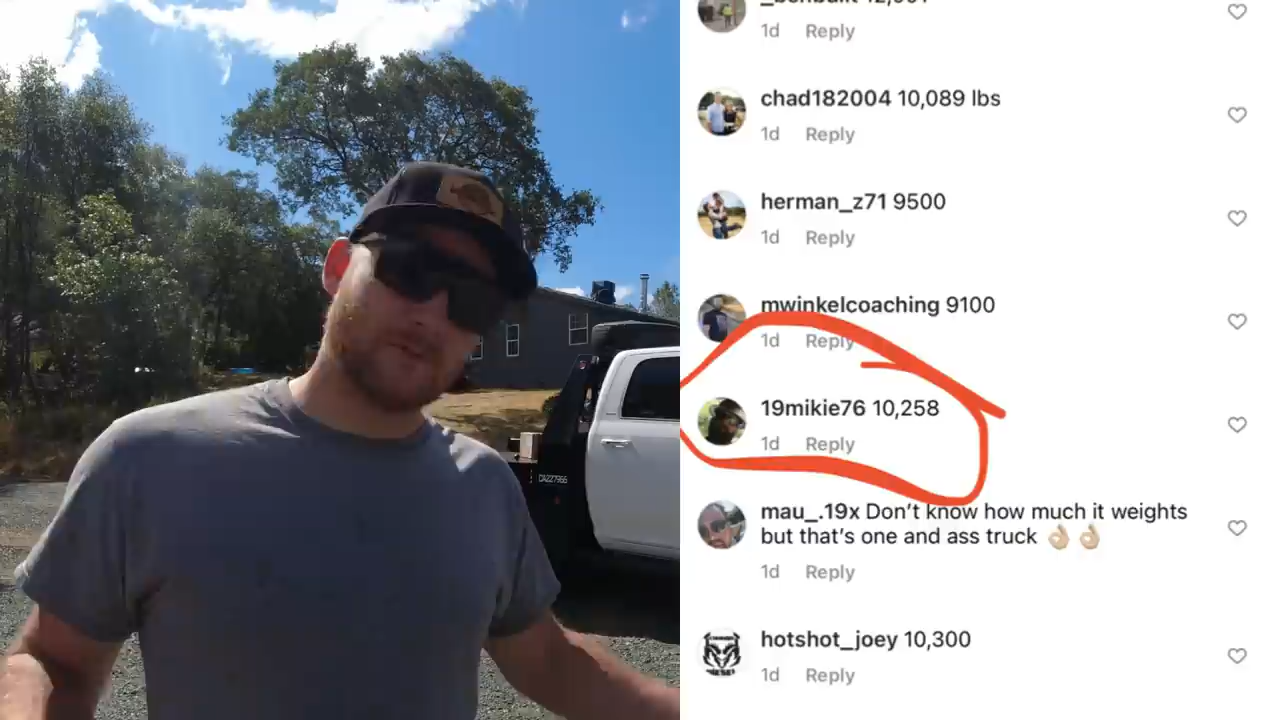 1d Reply
chad182004 10,089 lbs
1d Reply
herman_z71 9500
1d Reply
mwinkelcoaching 9100
1d Reply
19mikie76 10,258
1d Reply
mau_.19x Don't know how much it weights
but that's one and ass truck 👌🏼👌🏼
1d Reply
hotshot_joey 10,300
1d Reply